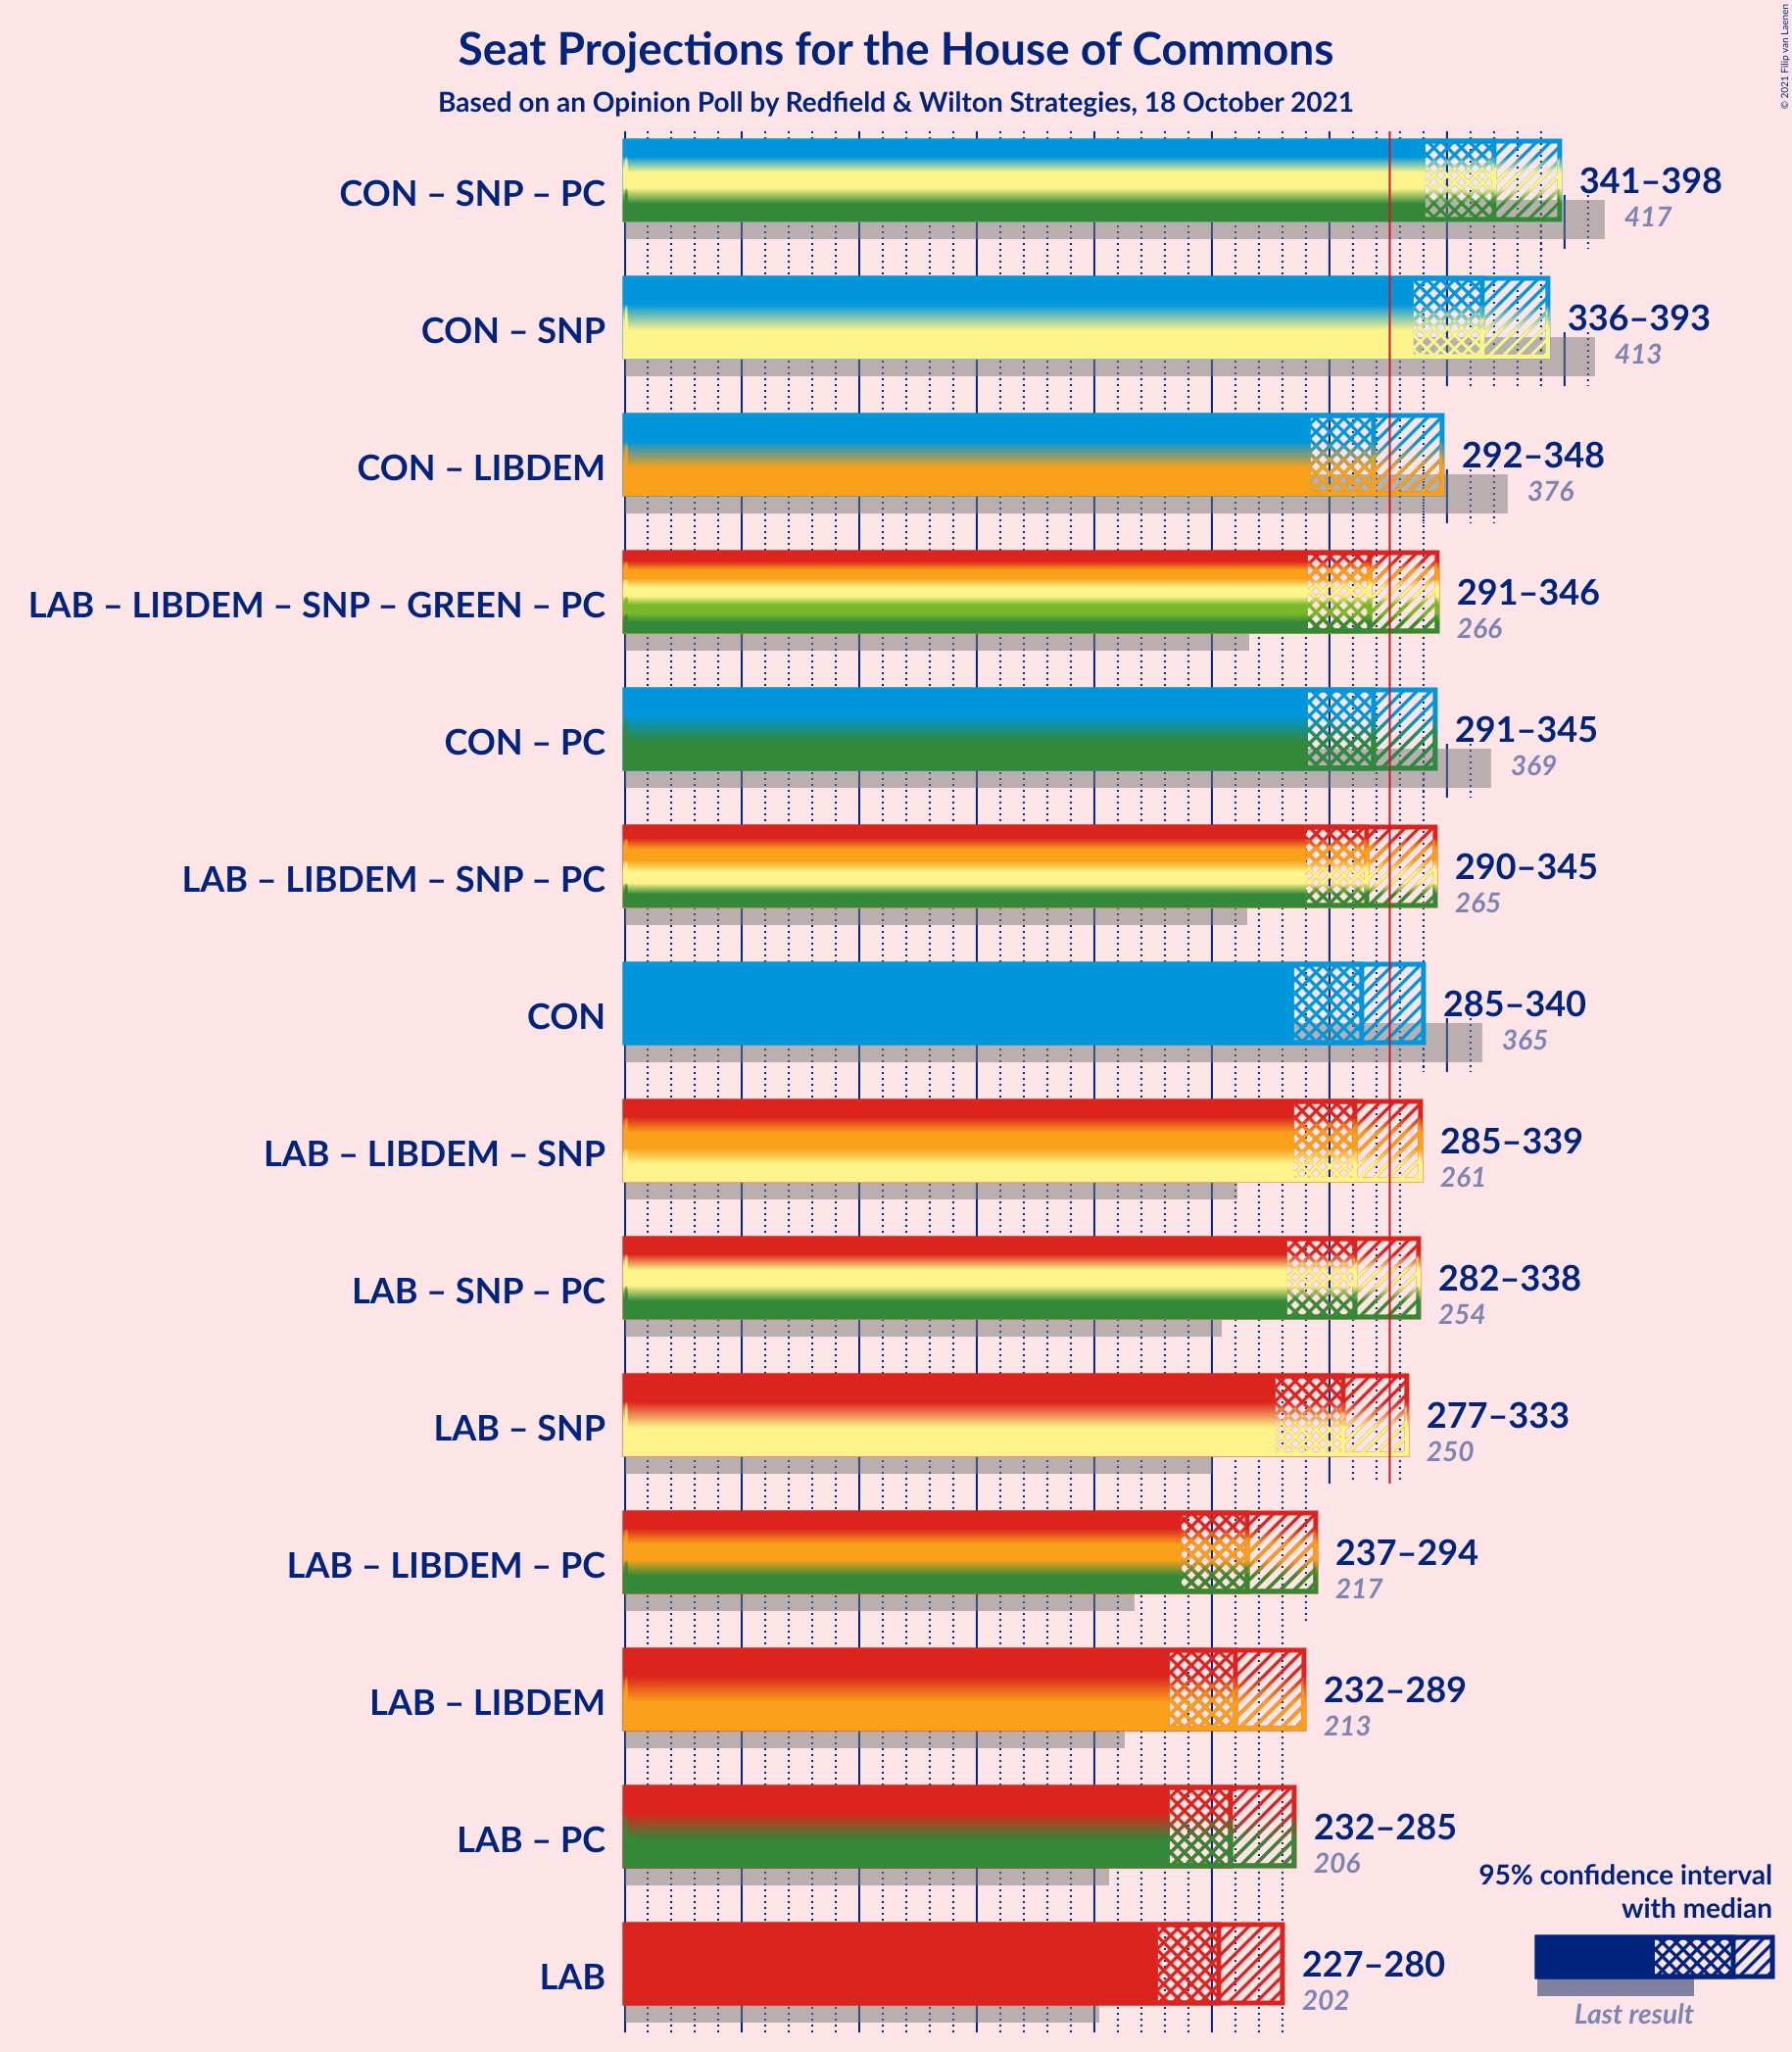 Seat Projections for the House of Commons
Based on an Opinion Poll by Redfield & Wilton Strategies, 18 October 2021
© 2021 Filip van Laenen
CON – SNP – PC
341–398
417
CON – SNP
336–393
413
CON – LIBDEM
292–348
376
LAB – LIBDEM – SNP – GREEN – PC
291–346
266
CON – PC
291–345
369
LAB – LIBDEM – SNP – PC
290–345
265
CON
285–340
365
LAB – LIBDEM – SNP
285–339
261
LAB – SNP – PC
282–338
254
LAB – SNP
277–333
250
LAB – LIBDEM – PC
237–294
217
LAB – LIBDEM
232–289
213
LAB – PC
232–285
206
LAB
227–280
202
95% confidence interval
with median
Last result